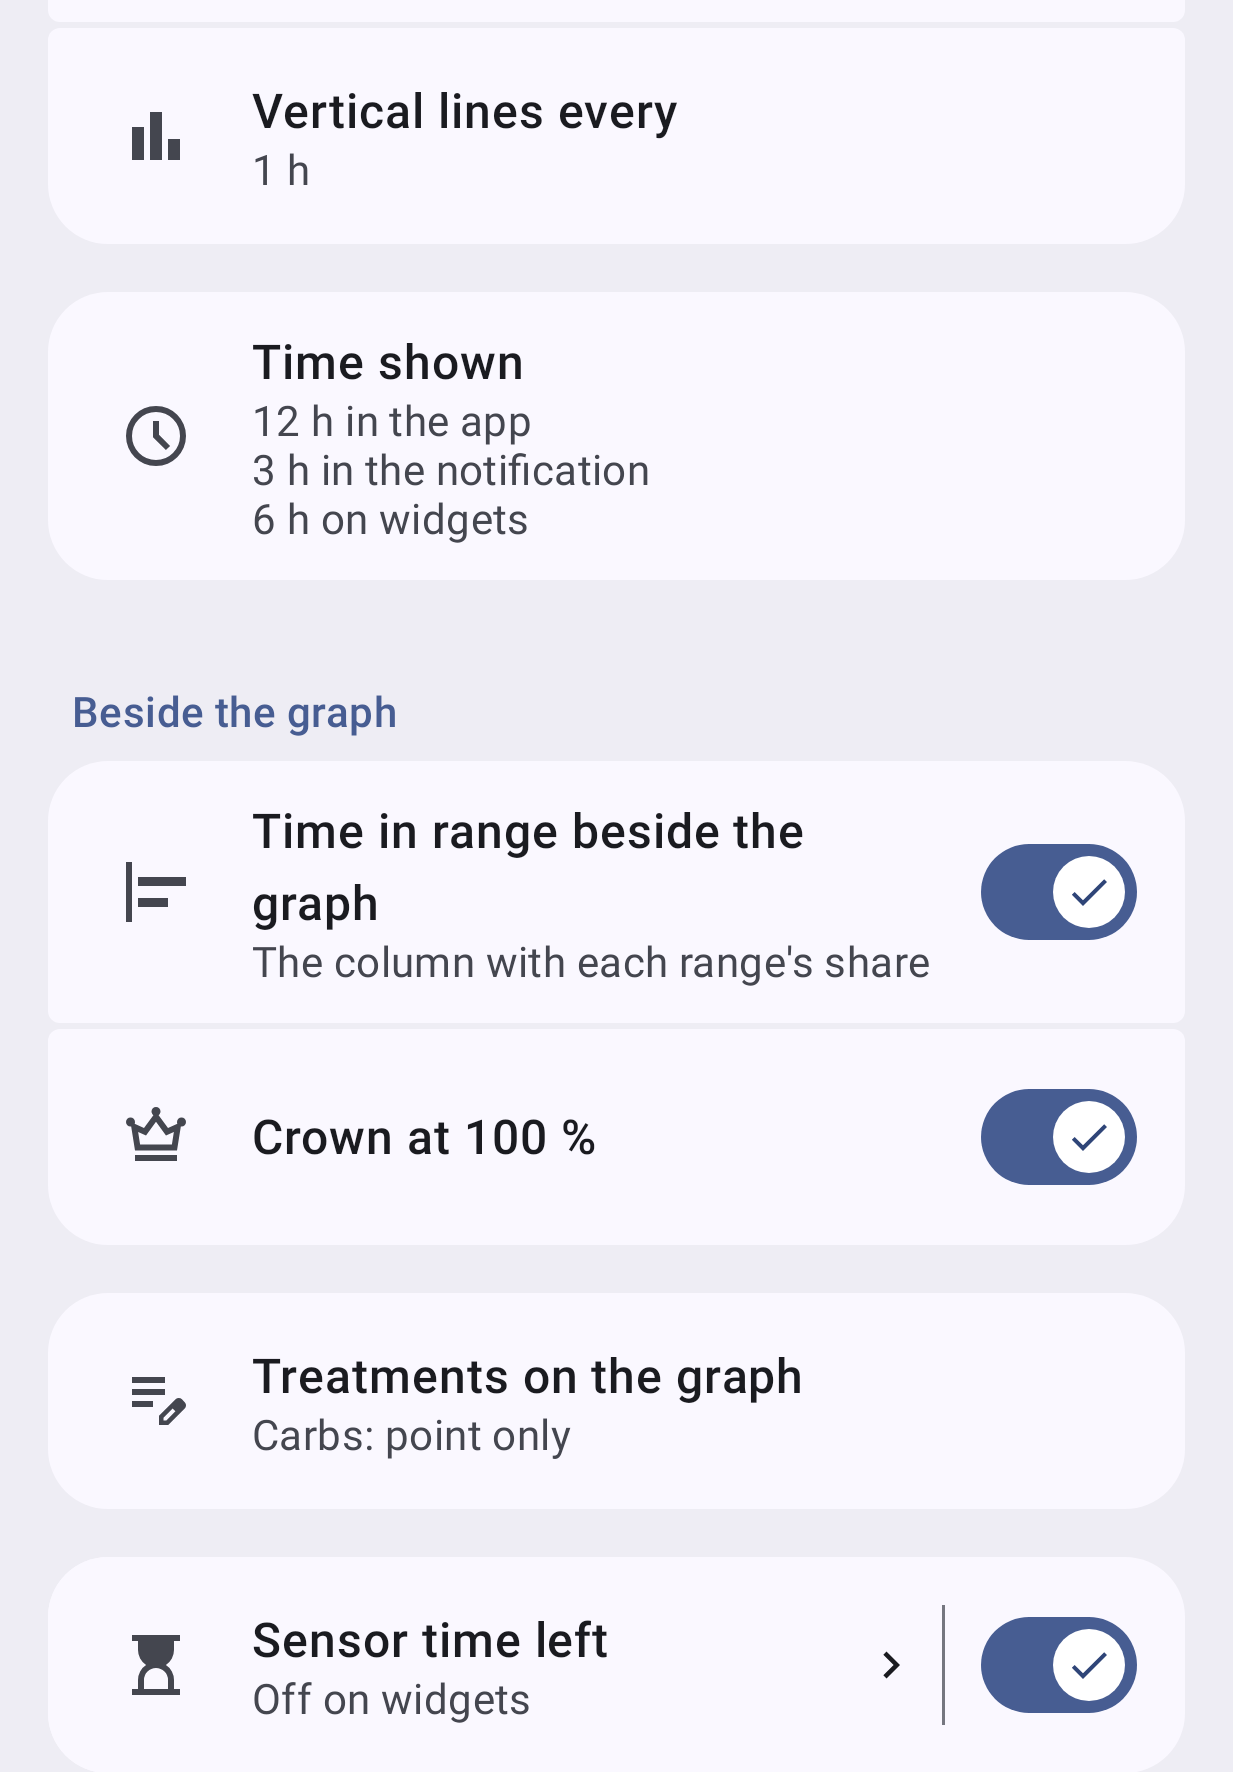 Vertical lines every
1 h
Time shown
12 h in the app
3 h in the notification
6 h on widgets
Beside the graph
Time in range beside the
graph
The column with each range's share
Crown at 100 %
Treatments on the graph
Carbs: point only
Sensor time left
Off on widgets